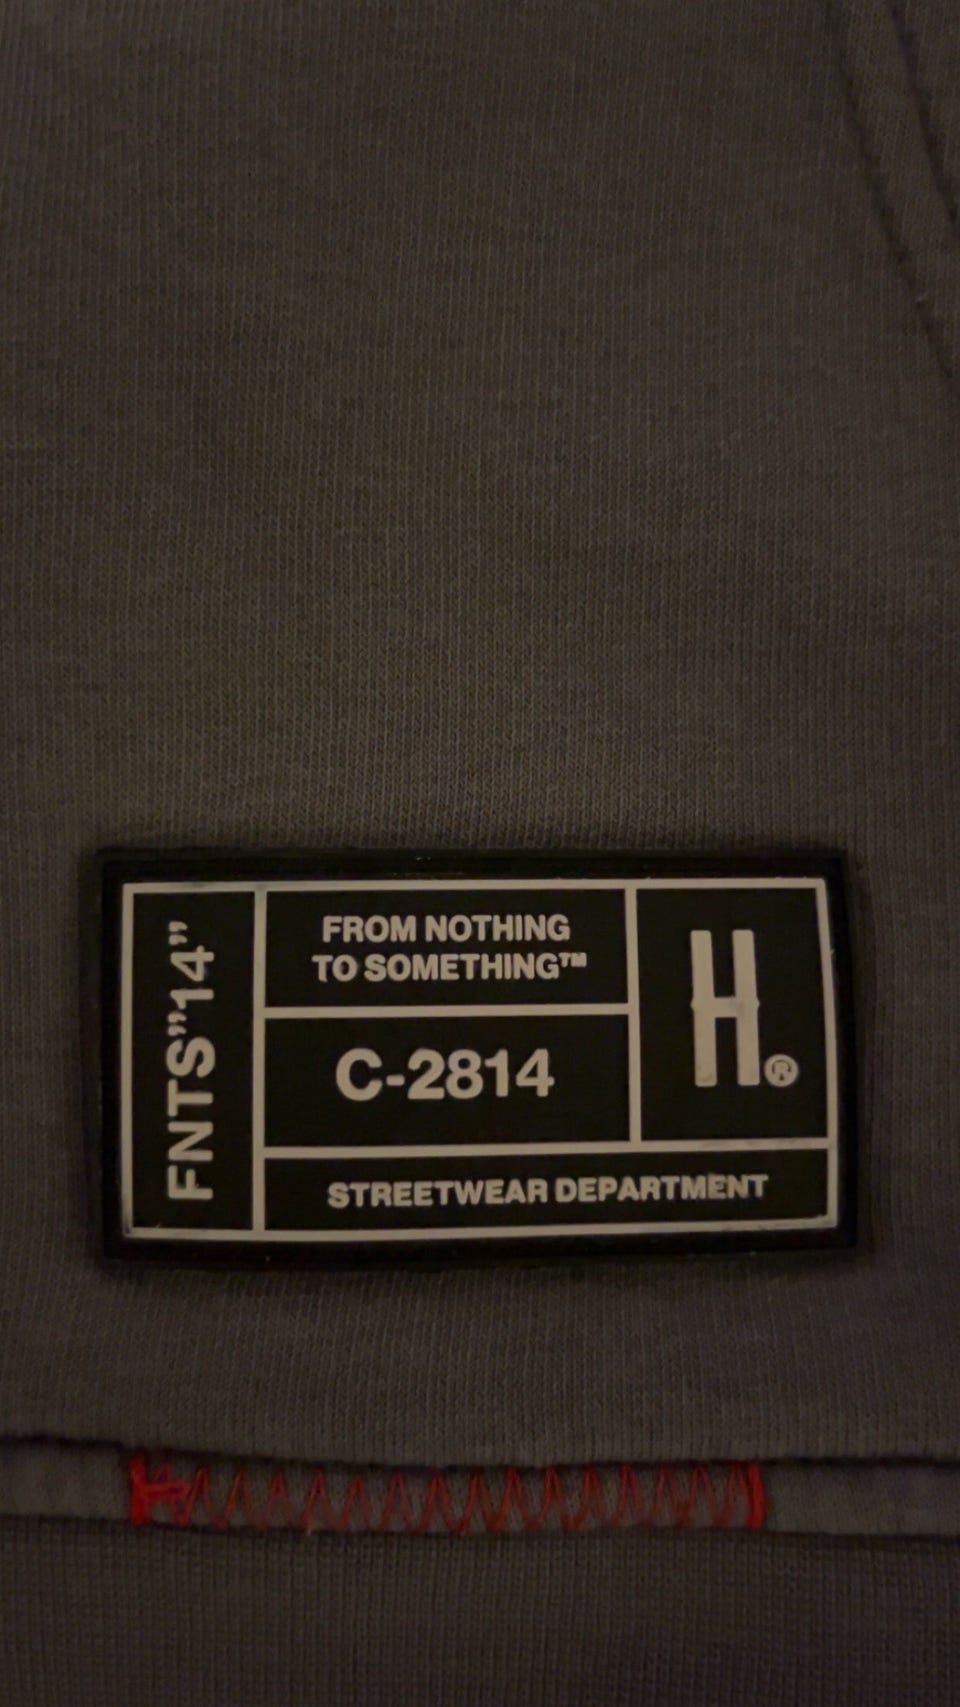 FNTS”14”
FROM NOTHING
TO SOMETHING™
C-2814
H®
STREETWEAR DEPARTMENT